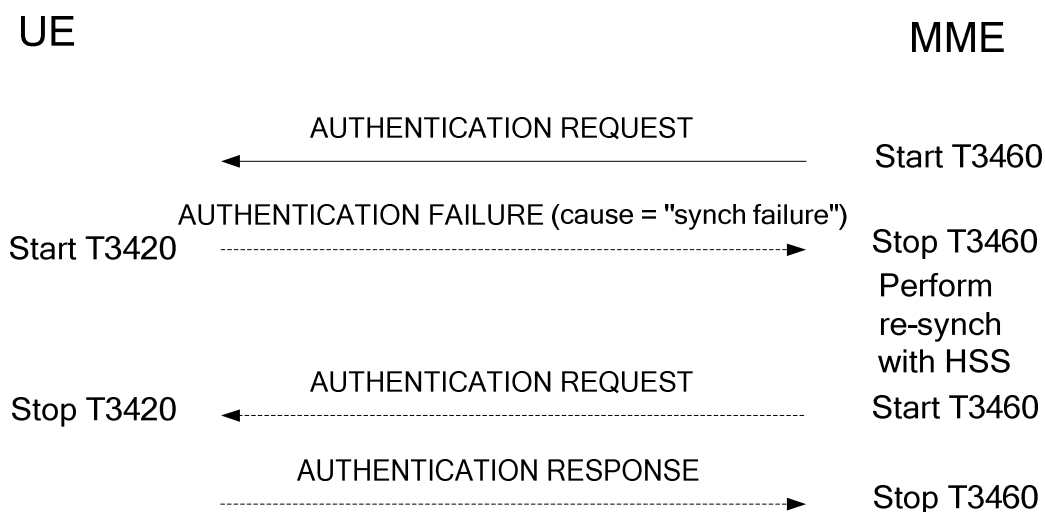 UE
MME
AUTHENTICATION REQUEST
Start T3460
AUTHENTICATION FAILURE (cause = "synch failure")
Start T3420
Stop T3460
Perform
re-synch
with HSS
AUTHENTICATION REQUEST
Stop T3420
Start T3460
AUTHENTICATION RESPONSE
Stop T3460